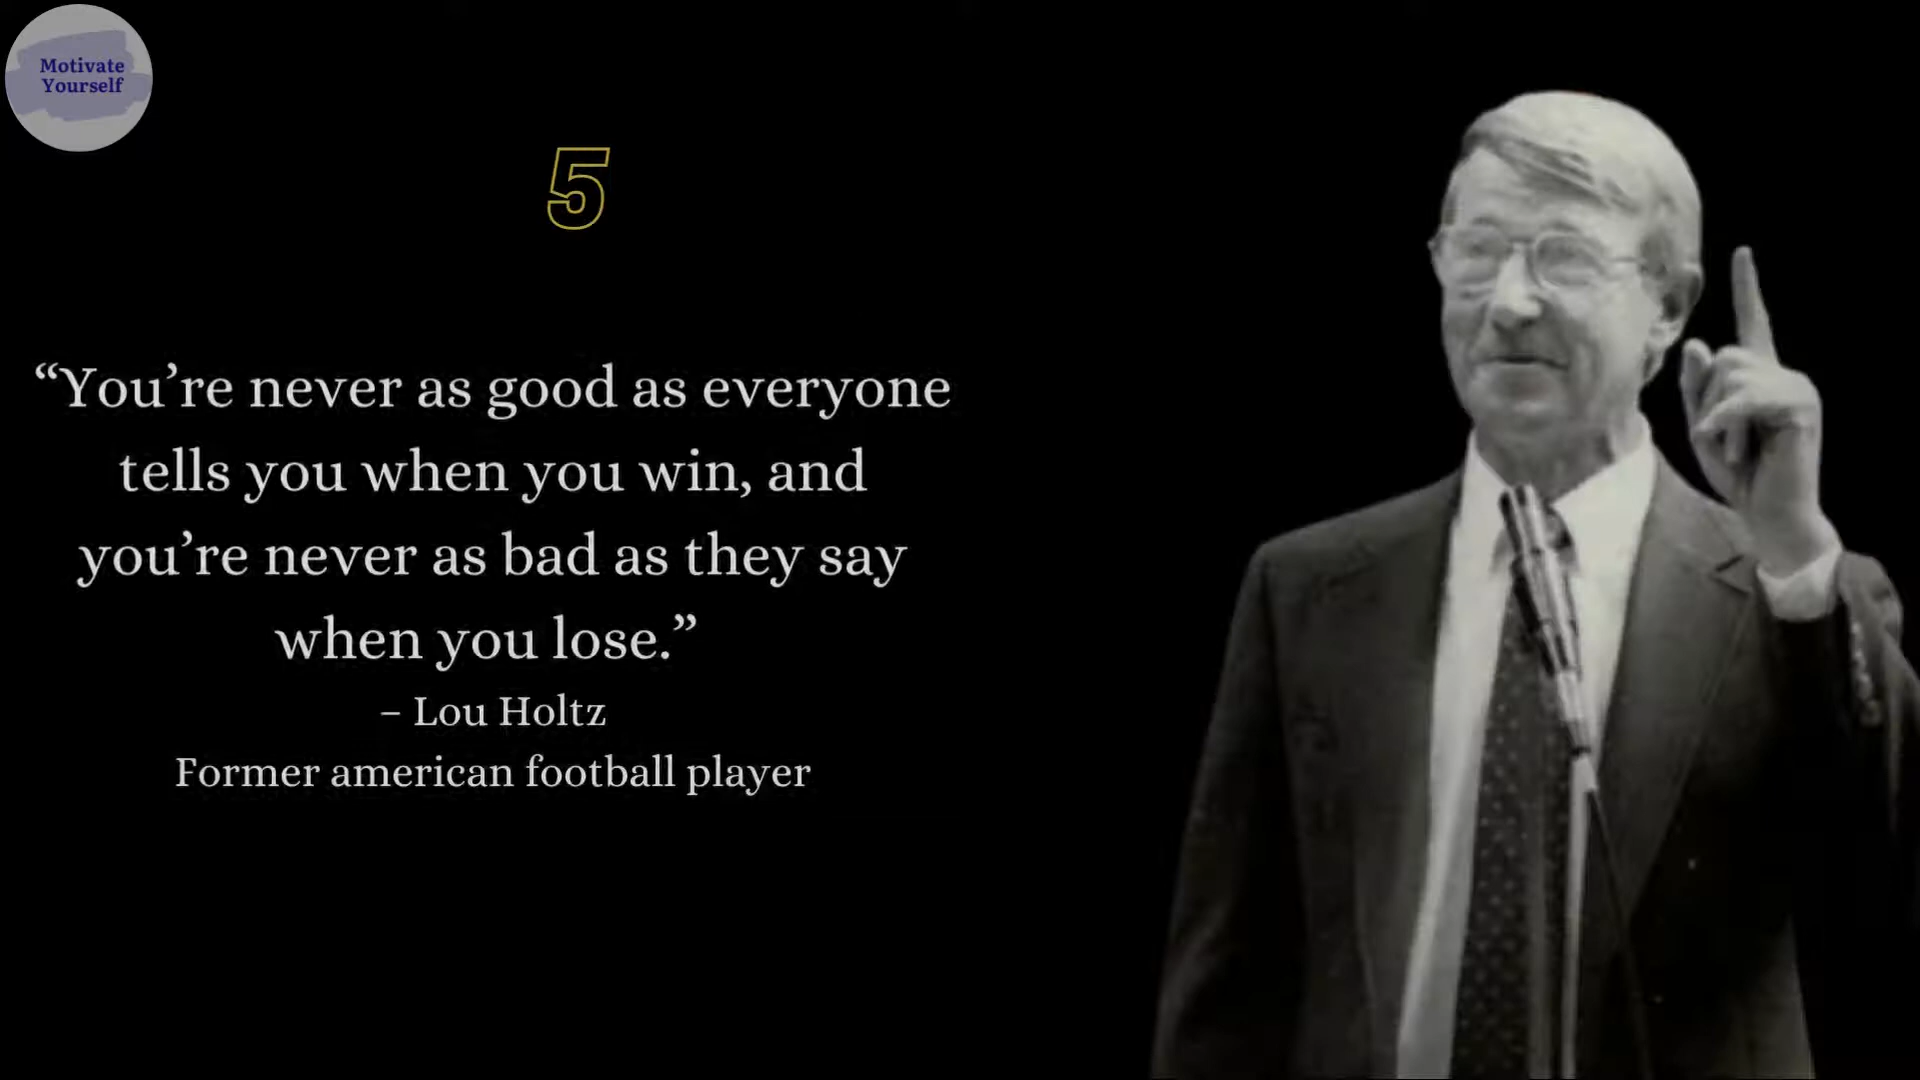 Motivate
Yourself
5
“You’re never as good as everyone
tells you when you win, and
you’re never as bad as they say
when you lose.”
– Lou Holtz
Former american football player